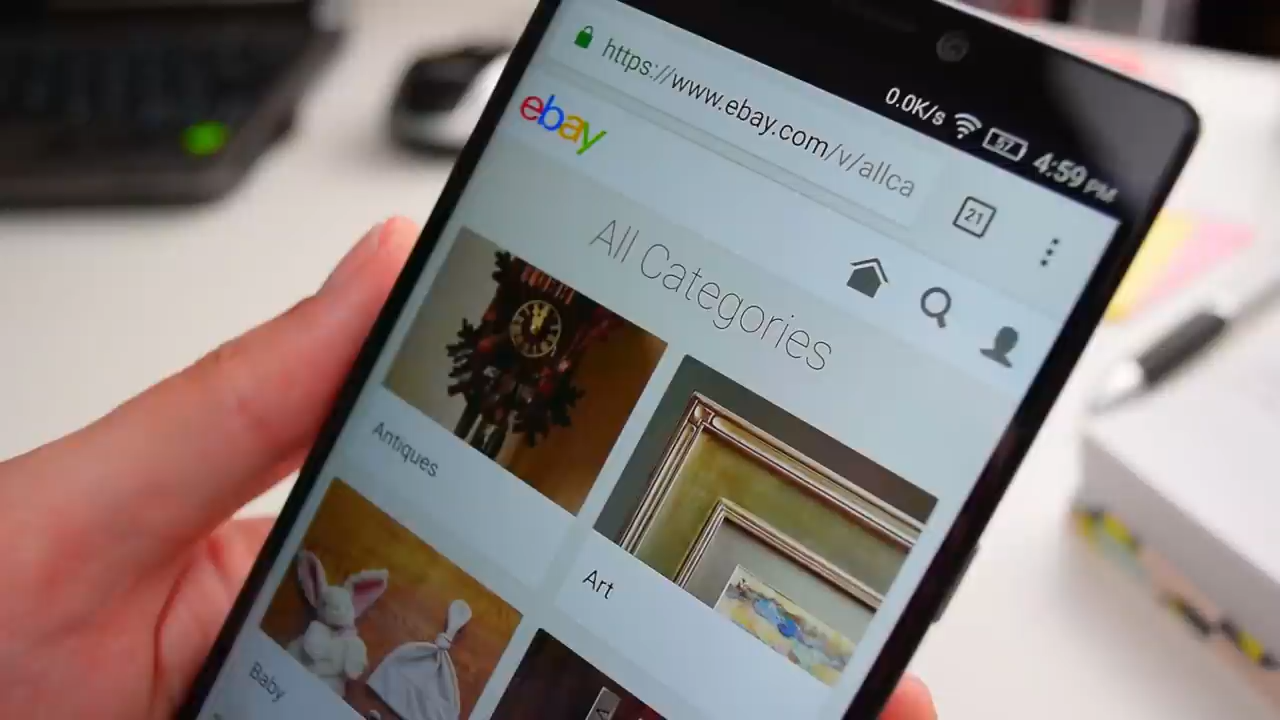 0.0K/s 57 4:59 PM
https://www.ebay.com/v/allca
21
ebay
All Categories
Antiques
Art
Baby